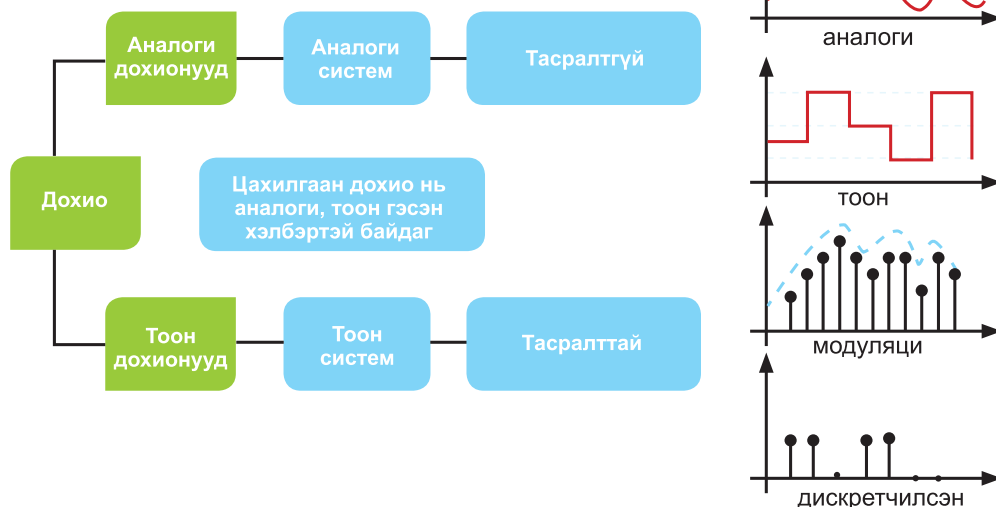 Аналоги
дохионууд
Аналоги
систем
Тасралтгүй
Дохио
Цахилгаан дохио нь
аналоги, тоон гэсэн
хэлбэртэй байдаг
Тоон
дохионууд
Тоон
систем
Тасралттай
аналоги
тоон
модуляци
дискретчилсэн